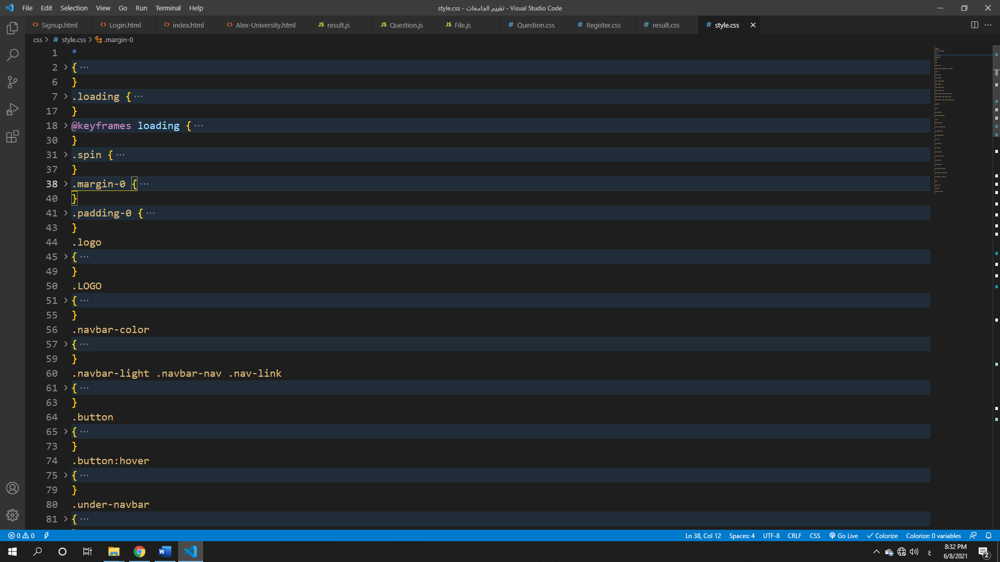 File Edit Selection View Go Run Terminal Help
style.css - تقييم الجامعات - Visual Studio Code
Signup.html Login.html index.html Alex-University.html JS result.js JS Question.js JS File.js # Question.css # Register.css # result.css # style.css
css > # style.css > .margin-0
1 *
2 > { ...
6 }
7 > .loading { ...
17 }
18 > @keyframes loading { ...
30 }
31 > .spin { ...
37 }
38 > .margin-0 { ...
40 }
41 > .padding-0 { ...
43 }
44 .logo
45 > { ...
49 }
50 .LOGO
51 > { ...
55 }
56 .navbar-color
57 > { ...
59 }
60 .navbar-light .navbar-nav .nav-link
61 > { ...
63 }
64 .button
65 > { ...
73 }
74 .button:hover
75 > { ...
79 }
80 .under-navbar
81 > { ...
0 0 Ln 38, Col 12 Spaces: 4 UTF-8 CRLF CSS Go Live Colorize Colorize: 0 variables
W ع 8:32 PM
6/8/2021 2